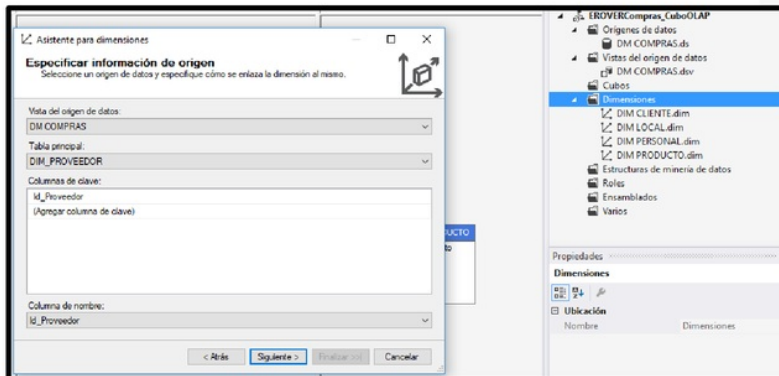 Asistente para dimensiones
Especificar información de origen
Seleccione un origen de datos y especifique cómo se enlaza la dimensión al mismo.
Vista del origen de datos:
DM COMPRAS
Tabla principal:
DIM_PROVEEDOR
Columnas de clave:
Id_Proveedor
(Agregar columna de clave)
Columna de nombre:
Id_Proveedor
< Atrás
Siguiente >
Finalizar >>|
Cancelar
UCTO
to
EROVERCompras_CuboOLAP
Orígenes de datos
DM COMPRAS.ds
Vistas del origen de datos
DM COMPRAS.dsv
Cubos
Dimensiones
DIM CLIENTE.dim
DIM LOCAL.dim
DIM PERSONAL.dim
DIM PRODUCTO.dim
Estructuras de minería de datos
Roles
Ensamblados
Varios
Propiedades
Dimensiones
Ubicación
Nombre Dimensiones